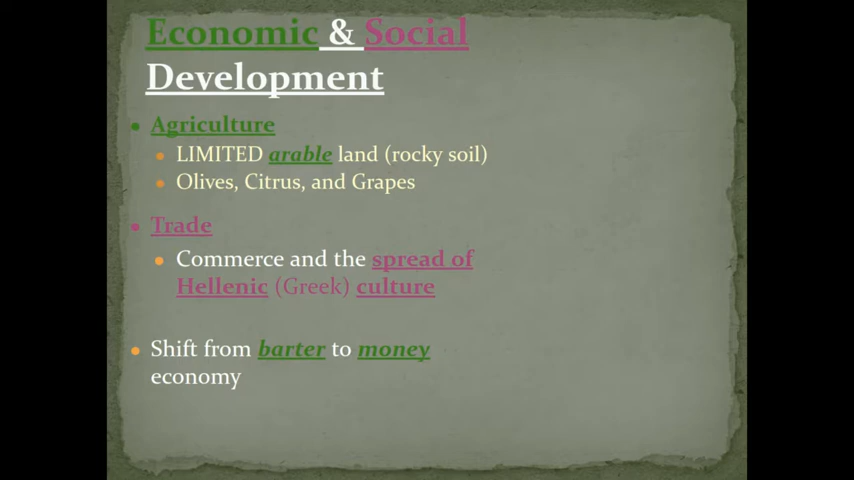 Economic & Social
Development
• Agriculture
• LIMITED arable land (rocky soil)
• Olives, Citrus, and Grapes
• Trade
• Commerce and the spread of
Hellenic (Greek) culture
• Shift from barter to money
economy